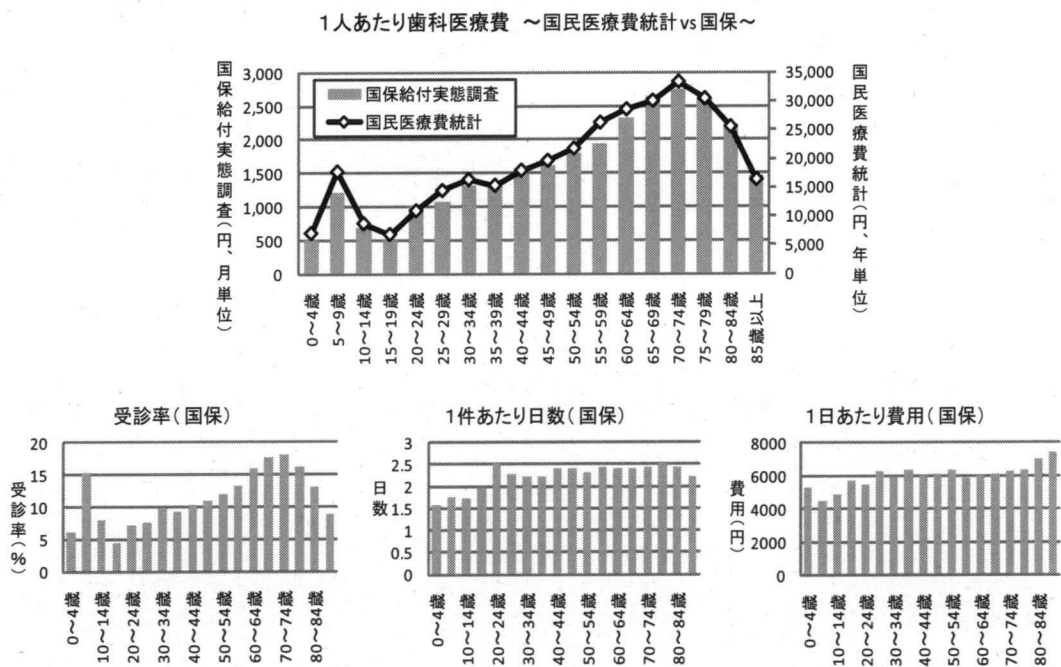 1人あたり歯科医療費 ～国民医療費統計vs国保～
国保給付実態調査（円、月単位）
3,000
2,500
2,000
1,500
1,000
500
0
国保給付実態調査
国民医療費統計
35,000
30,000
25,000
20,000
15,000
10,000
5,000
0
国民医療費統計（円、年単位）
0～4歳
5～9歳
10～14歳
15～19歳
20～24歳
25～29歳
30～34歳
35～39歳
40～44歳
45～49歳
50～54歳
55～59歳
60～64歳
65～69歳
70～74歳
75～79歳
80～84歳
85歳以上
受診率（国保）
受診率（%）
20
15
10
5
0
0～4歳
10～14歳
20～24歳
30～34歳
40～44歳
50～54歳
60～64歳
70～74歳
80～84歳
1件あたり日数（国保）
日数
3
2.5
2
1.5
1
0.5
0
0～4歳
10～14歳
20～24歳
30～34歳
40～44歳
50～54歳
60～64歳
70～74歳
80～84歳
1日あたり費用（国保）
費用（円）
8000
6000
4000
2000
0
0～4歳
10～14歳
20～24歳
30～34歳
40～44歳
50～54歳
60～64歳
70～74歳
80～84歳